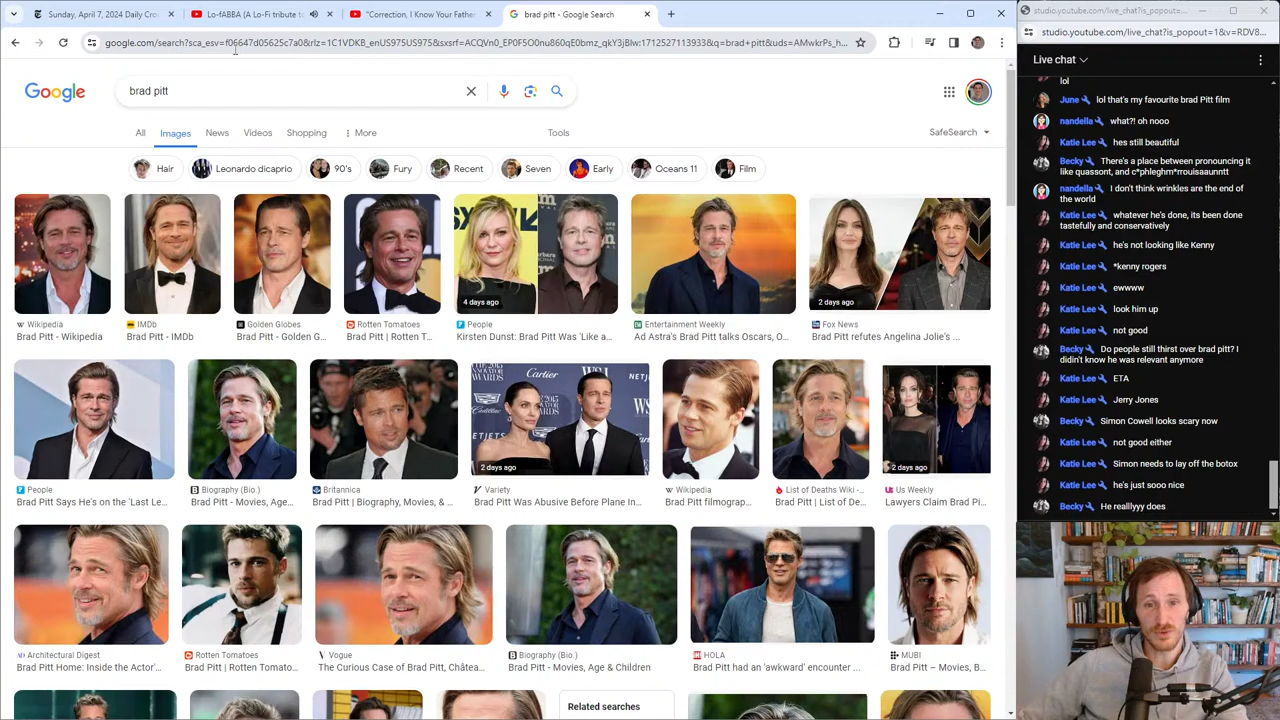 Sunday, April 7, 2024 Daily Cro
Lo-fABBA (A Lo-Fi tribute to
"Correction, I Know Your Father
brad pitt - Google Search
studio.youtube.com/live_chat?is_popout=...
studio.youtube.com/live_chat?is_popout=1&v=RDV8...
Google
brad pitt
All
Images
News
Videos
Shopping
More
Tools
SafeSearch
Hair
Leonardo dicaprio
90's
Fury
Recent
Seven
Early
Oceans 11
Film
4 days ago
2 days ago
Wikipedia
IMDb
Golden Globes
Rotten Tomatoes
People
Entertainment Weekly
Fox News
Brad Pitt - Wikipedia
Brad Pitt - IMDb
Brad Pitt - Golden G...
Brad Pitt | Rotten T...
Kirsten Dunst: Brad Pitt Was 'Like a...
Ad Astra's Brad Pitt talks Oscars, O...
Brad Pitt refutes Angelina Jolie's ...
2 days ago
2 days ago
People
Biography (Bio.)
Britannica
Variety
Wikipedia
List of Deaths Wiki -...
Us Weekly
Brad Pitt Says He's on the 'Last Le...
Brad Pitt - Movies, Age...
Brad Pitt | Biography, Movies, & ...
Brad Pitt Was Abusive Before Plane In...
Brad Pitt filmograp...
Brad Pitt | List of De...
Lawyers Claim Brad Pi...
Architectural Digest
Rotten Tomatoes
Vogue
Biography (Bio.)
HOLA
MUBI
Brad Pitt Home: Inside the Actor'...
Brad Pitt | Rotten Tomato...
The Curious Case of Brad Pitt, Châtea...
Brad Pitt - Movies, Age & Children
Brad Pitt had an 'awkward' encounter ...
Brad Pitt – Movies, B...
Related searches
Live chat
lol
June lol that's my favourite brad Pitt film
nandella what?! oh nooo
Katie Lee hes still beautiful
Becky There's a place between pronouncing it
like quassont, and c*phleghm*rrouisaaunntt
nandella I don't think wrinkles are the end of
the world
Katie Lee whatever he's done, its been done
tastefully and conservatively
Katie Lee he's not looking like Kenny
Katie Lee *kenny rogers
Katie Lee ewwww
Katie Lee look him up
Katie Lee not good
Becky Do people still thirst over brad pitt? I
didn't know he was relevant anymore
Katie Lee ETA
Katie Lee Jerry Jones
Becky Simon Cowell looks scary now
Katie Lee not good either
Katie Lee Simon needs to lay off the botox
Katie Lee he's just sooo nice
Becky He realllyyy does